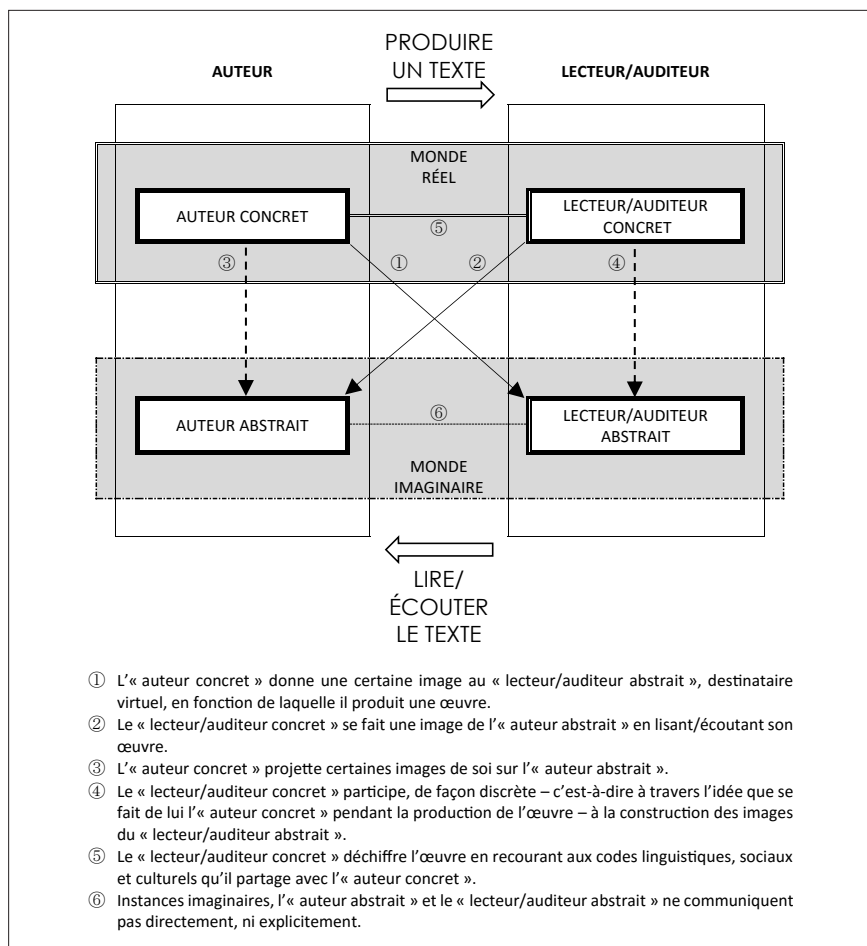 PRODUIRE
UN TEXTE
AUTEUR
LECTEUR/AUDITEUR
MONDE
RÉEL
AUTEUR CONCRET
LECTEUR/AUDITEUR
CONCRET
⑤
③
①
②
④
AUTEUR ABSTRAIT
⑥
LECTEUR/AUDITEUR
ABSTRAIT
MONDE
IMAGINAIRE
LIRE/
ÉCOUTER
LE TEXTE
① L'« auteur concret » donne une certaine image au « lecteur/auditeur abstrait », destinataire
virtuel, en fonction de laquelle il produit une œuvre.
② Le « lecteur/auditeur concret » se fait une image de l'« auteur abstrait » en lisant/écoutant son
œuvre.
③ L'« auteur concret » projette certaines images de soi sur l'« auteur abstrait ».
④ Le « lecteur/auditeur concret » participe, de façon discrète – c'est-à-dire à travers l'idée que se
fait de lui l'« auteur concret » pendant la production de l'œuvre – à la construction des images
du « lecteur/auditeur abstrait ».
⑤ Le « lecteur/auditeur concret » déchiffre l'œuvre en recourant aux codes linguistiques, sociaux
et culturels qu'il partage avec l'« auteur concret ».
⑥ Instances imaginaires, l'« auteur abstrait » et le « lecteur/auditeur abstrait » ne communiquent
pas directement, ni explicitement.